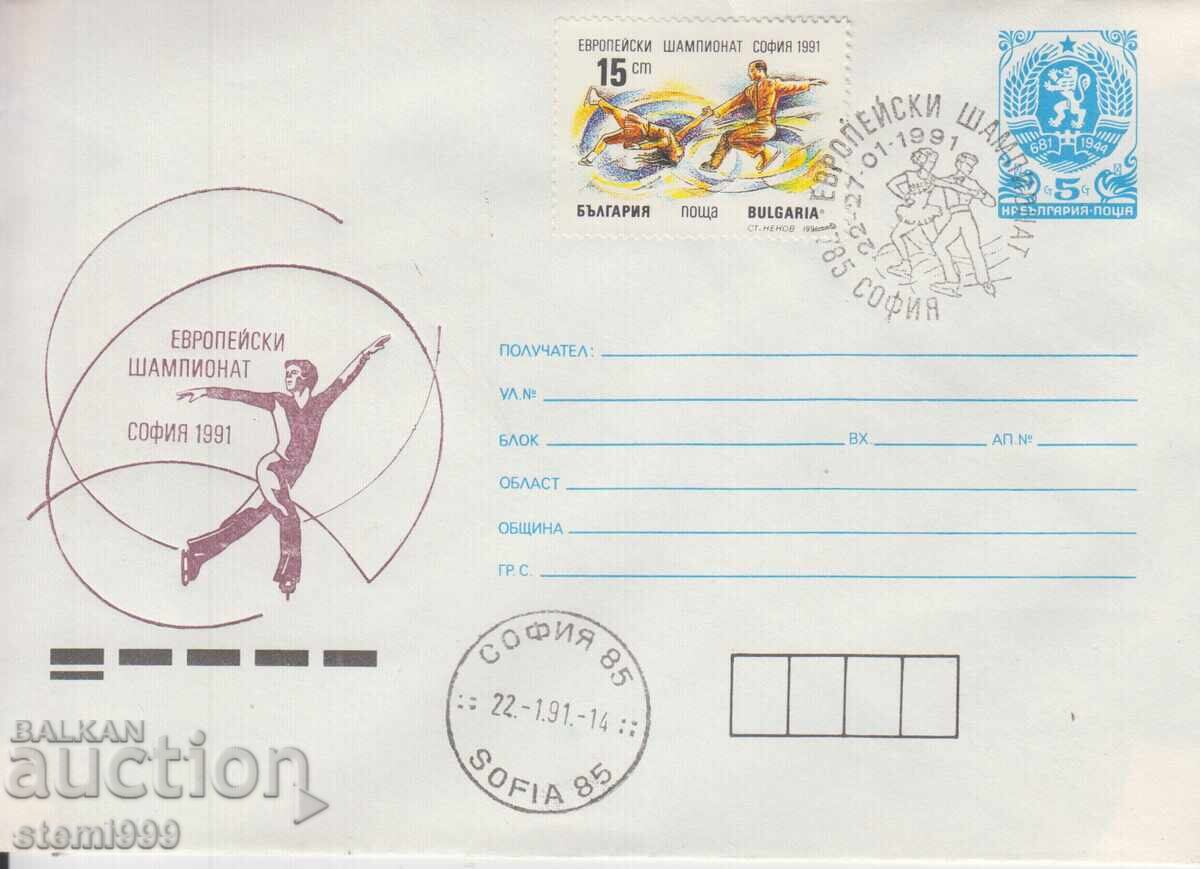 ЕВРОПЕЙСКИ ШАМПИОНАТ СОФИЯ 1991
15 ст
БЪЛГАРИЯ поща BULGARIA
СТ. НЕНОВ
681 1944
5
НР БЪЛГАРИЯ·ПОЩА
ЕВРОПЕЙСКИ ШАМПИОНАТ
22-27-01-1991
СОФИЯ
ЕВРОПЕЙСКИ
ШАМПИОНАТ
СОФИЯ 1991
ПОЛУЧАТЕЛ:
УЛ.№
БЛОК ВХ. АП.№
ОБЛАСТ
ОБЩИНА
ГР. С.
СОФИЯ 85
22.-1.91.-14
SOFIA 85
BALKAN
auction
stemi999